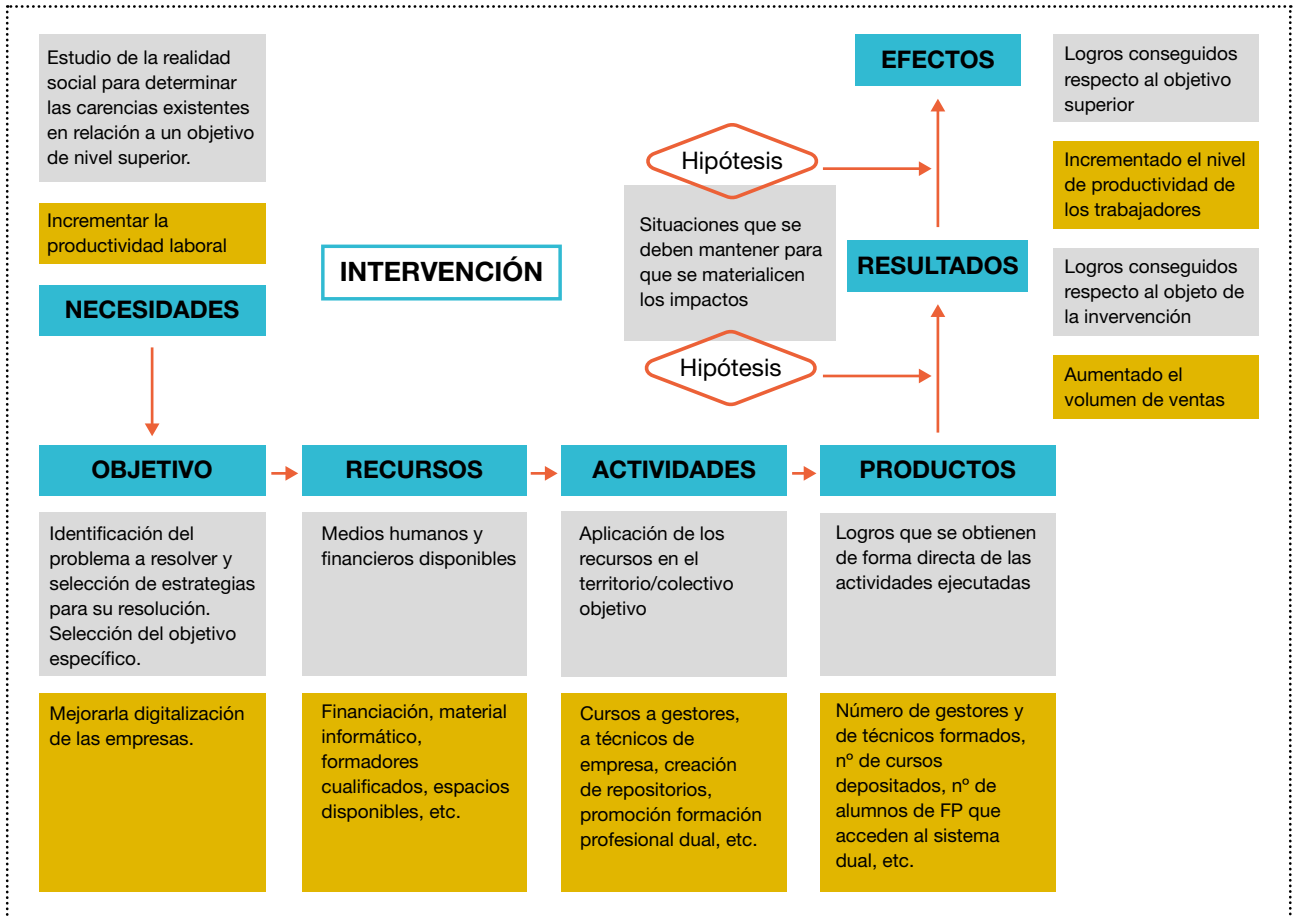 Estudio de la realidad
social para determinar
las carencias existentes
en relación a un objetivo
de nivel superior.
Incrementar la
productividad laboral
NECESIDADES
INTERVENCIÓN
Hipótesis
Situaciones que se
deben mantener para
que se materialicen
los impactos
Hipótesis
EFECTOS
RESULTADOS
Logros conseguidos
respecto al objetivo
superior
Incrementado el nivel
de productividad de
los trabajadores
Logros conseguidos
respecto al objeto de
la invervención
Aumentado el
volumen de ventas
OBJETIVO
Identificación del
problema a resolver y
selección de estrategias
para su resolución.
Selección del objetivo
específico.
Mejorarla digitalización
de las empresas.
RECURSOS
Medios humanos y
financieros disponibles
Financiación, material
informático,
formadores
cualificados, espacios
disponibles, etc.
ACTIVIDADES
Aplicación de los
recursos en el
territorio/colectivo
objetivo
Cursos a gestores,
a técnicos de
empresa, creación
de repositorios,
promoción formación
profesional dual, etc.
PRODUCTOS
Logros que se obtienen
de forma directa de las
actividades ejecutadas
Número de gestores y
de técnicos formados,
nº de cursos
depositados, nº de
alumnos de FP que
acceden al sistema
dual, etc.